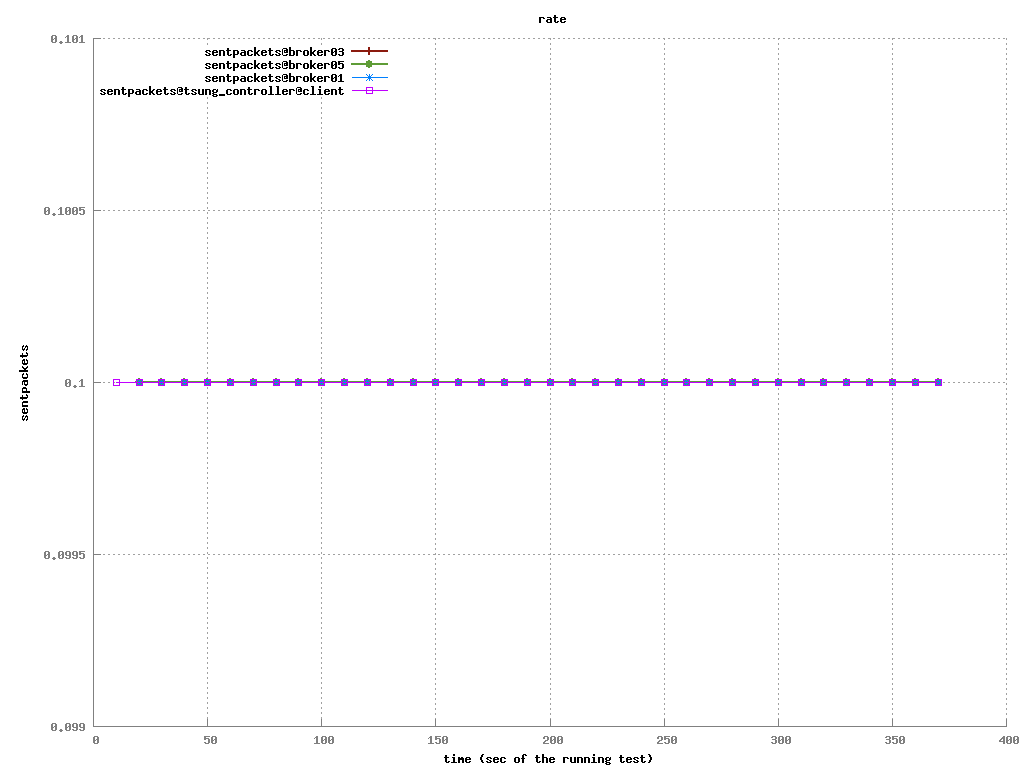 rate
0.101
sentpackets@broker03
sentpackets@broker05
sentpackets@broker01
sentpackets@tsung_controller@client
0.1005
0.1
sentpackets
0.0995
0.099
0 50 100 150 200 250 300 350 400
time (sec of the running test)